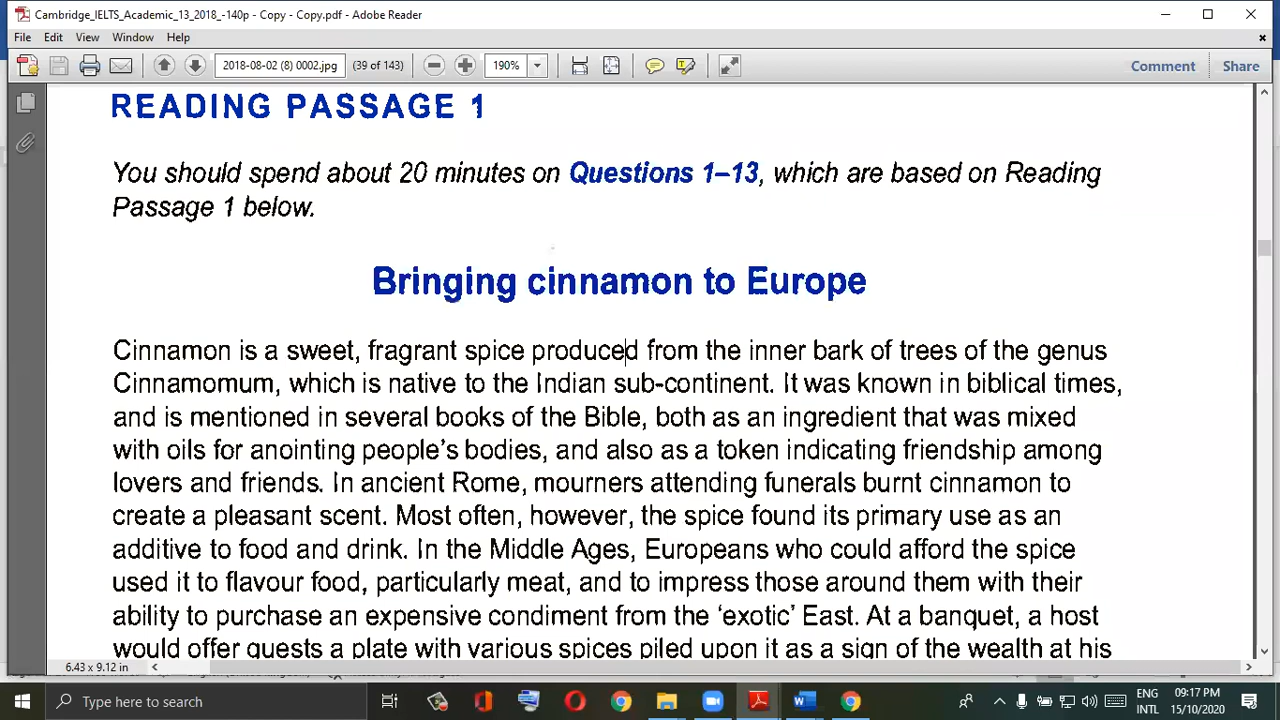 Cambridge_IELTS_Academic_13_2018_-140p - Copy - Copy.pdf - Adobe Reader
File Edit View Window Help
2018-08-02 (8) 0002.jpg (39 of 143) 190% Comment Share
READING PASSAGE 1
You should spend about 20 minutes on Questions 1–13, which are based on Reading
Passage 1 below.
Bringing cinnamon to Europe
Cinnamon is a sweet, fragrant spice produced from the inner bark of trees of the genus
Cinnamomum, which is native to the Indian sub-continent. It was known in biblical times,
and is mentioned in several books of the Bible, both as an ingredient that was mixed
with oils for anointing people's bodies, and also as a token indicating friendship among
lovers and friends. In ancient Rome, mourners attending funerals burnt cinnamon to
create a pleasant scent. Most often, however, the spice found its primary use as an
additive to food and drink. In the Middle Ages, Europeans who could afford the spice
used it to flavour food, particularly meat, and to impress those around them with their
ability to purchase an expensive condiment from the 'exotic' East. At a banquet, a host
would offer guests a plate with various spices piled upon it as a sign of the wealth at his
6.43 x 9.12 in
Type here to search
ENG 09:17 PM
INTL 15/10/2020